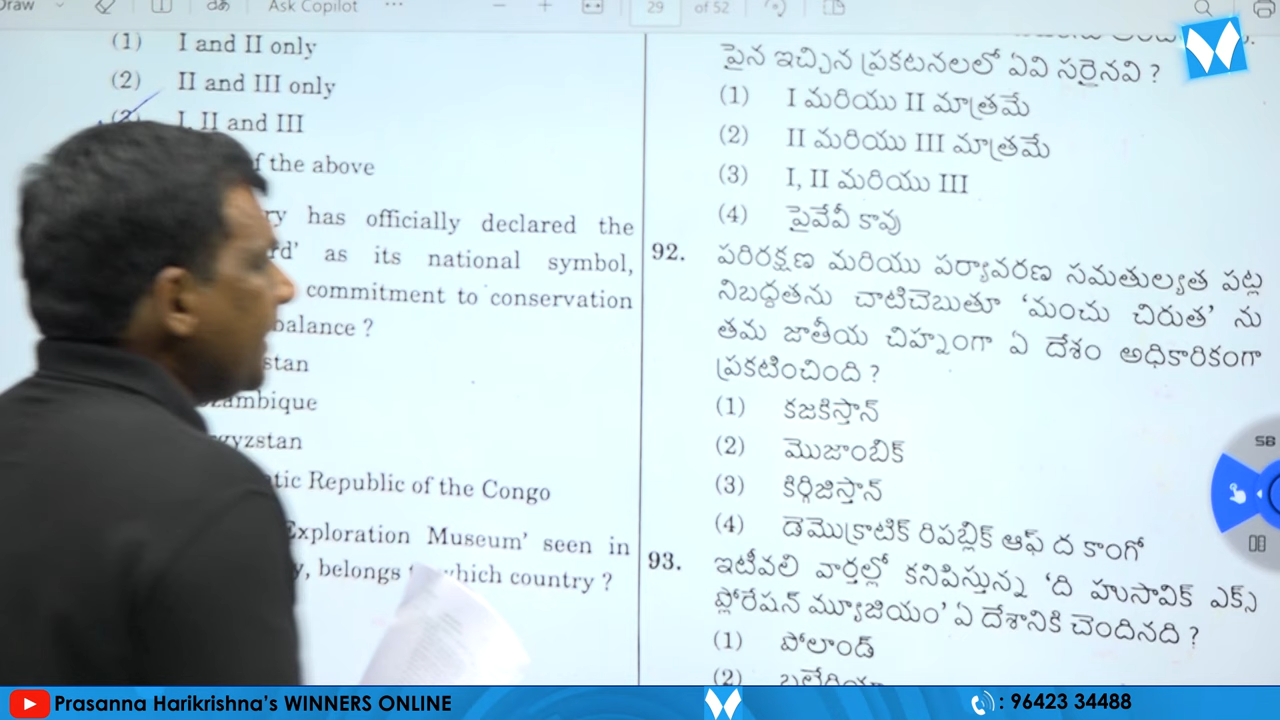 Draw
Ask Copilot
29 of 52
(1) I and II only
(2) II and III only
I, II and III
f the above
has officially declared the
as its national symbol,
commitment to conservation
balance ?
stan
ambique
gyzstan
tic Republic of the Congo
Exploration Museum' seen in
belongs which country ?
పైన ఇచ్చిన ప్రకటనలలో ఏవి సరైనవి ?
(1) I మరియు II మాత్రమే
(2) II మరియు III మాత్రమే
(3) I, II మరియు III
(4) పైవేవీ కావు
92. పరిరక్షణ మరియు పర్యావరణ సమతుల్యత పట్ల
నిబద్ధతను చాటిచెబుతూ 'మంచు చిరుత' ను
తమ జాతీయ చిహ్నంగా ఏ దేశం అధికారికంగా
ప్రకటించింది ?
(1) కజకిస్తాన్
(2) మొజాంబిక్
(3) కిర్గిజిస్తాన్
(4) డెమొక్రాటిక్ రిపబ్లిక్ ఆఫ్ ద కాంగో
93. ఇటీవలి వార్తల్లో కనిపిస్తున్న 'ది హుసావిక్ ఎక్స్
ప్లోరేషన్ మ్యూజియం' ఏ దేశానికి చెందినది ?
(1) పోలాండ్
(2)
58
Prasanna Harikrishna's WINNERS ONLINE
: 96423 34488